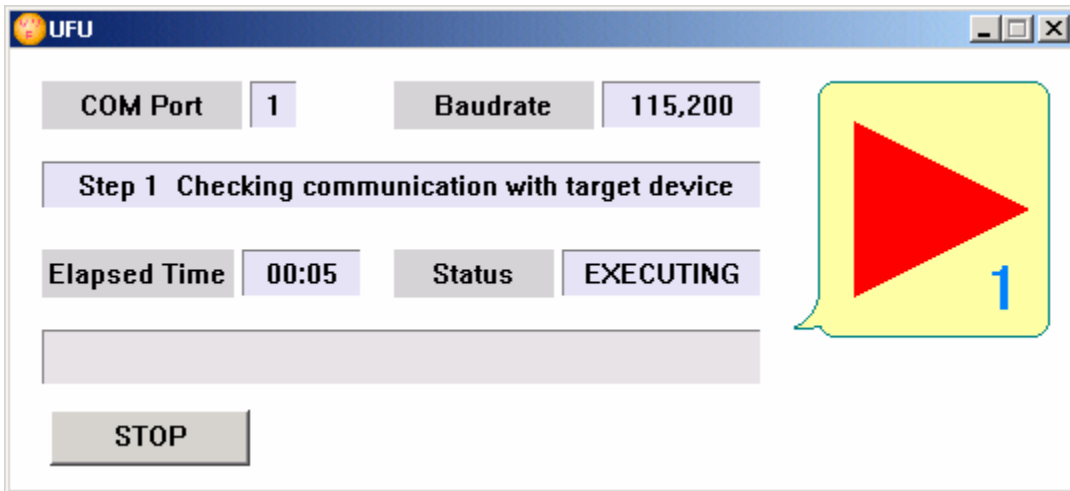 UFU
COM Port 1 Baudrate 115,200
Step 1 Checking communication with target device
Elapsed Time 00:05 Status EXECUTING
1
STOP